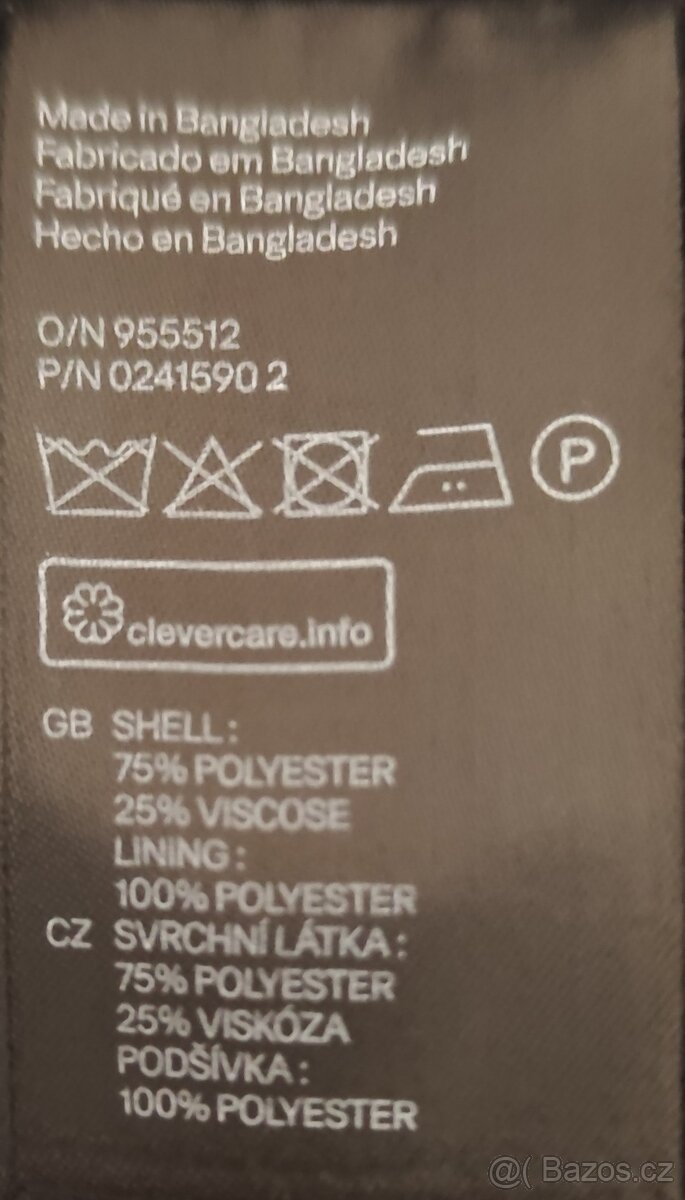 Made in Bangladesh
Fabricado em Bangladesh
Fabriqué en Bangladesh
Hecho en Bangladesh
O/N 955512
P/N 0241590 2
P
clevercare.info
GB SHELL:
75% POLYESTER
25% VISCOSE
LINING:
100% POLYESTER
CZ SVRCHNÍ LÁTKA:
75% POLYESTER
25% VISKÓZA
PODŠÍVKA:
100% POLYESTER
@( Bazos.cz